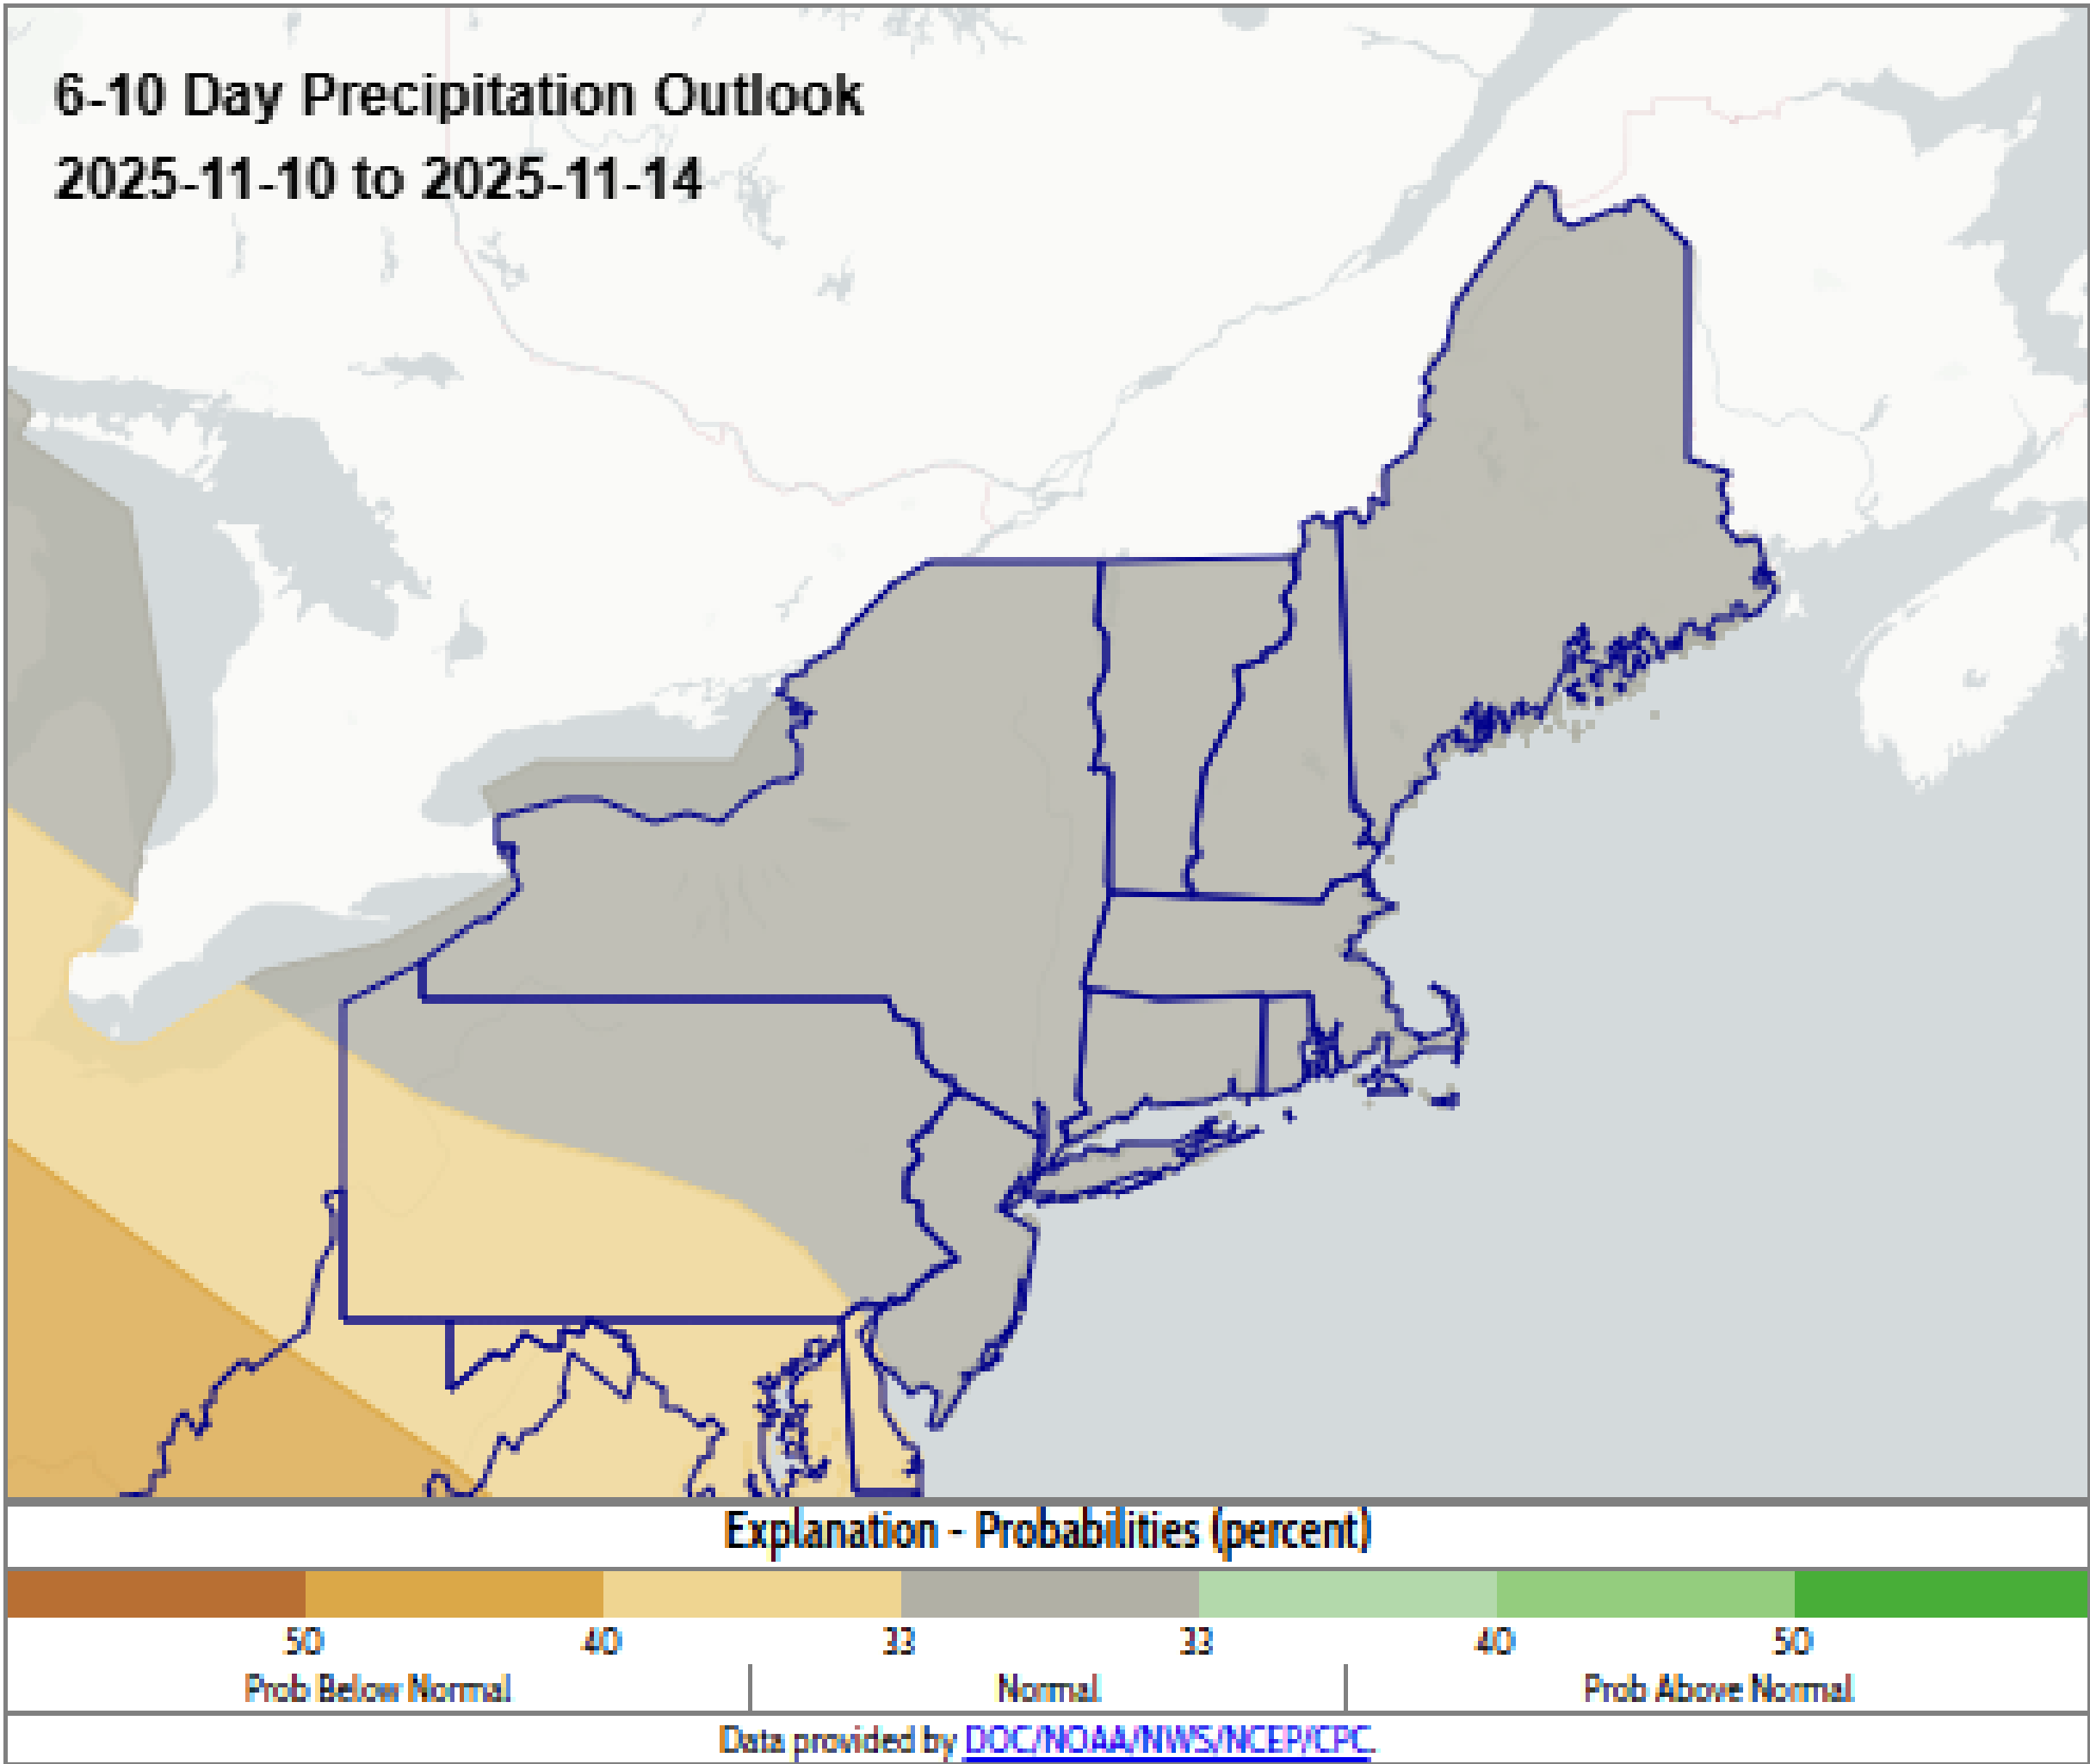 6-10 Day Precipitation Outlook
2025-11-10 to 2025-11-14
Explanation - Probabilities (percent)
50 40 33 33 40 50
Prob Below Normal Normal Prob Above Normal
Data provided by DOC/NOAA/NWS/NCEP/CPC